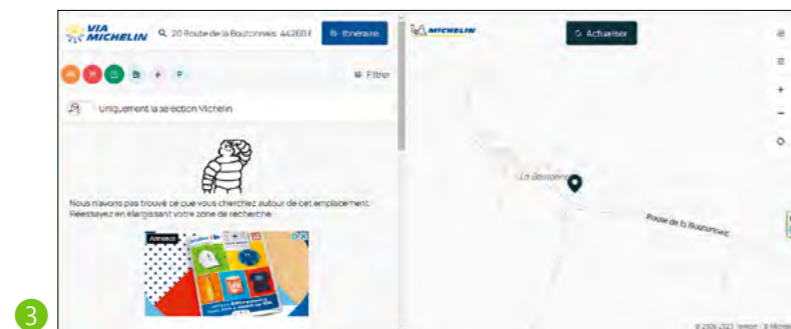 VIA
MICHELIN
20 Route de la Boutonnais 44260
Itinéraire
Filtrer
Uniquement la sélection Michelin
Nous n'avons pas trouvé ce que vous cherchiez autour de cet emplacement.
Réessayez en élargissant votre zone de recherche.
Annonce
MICHELIN
Actualiser
La Boutonnais
Route de la Boutonnais
3